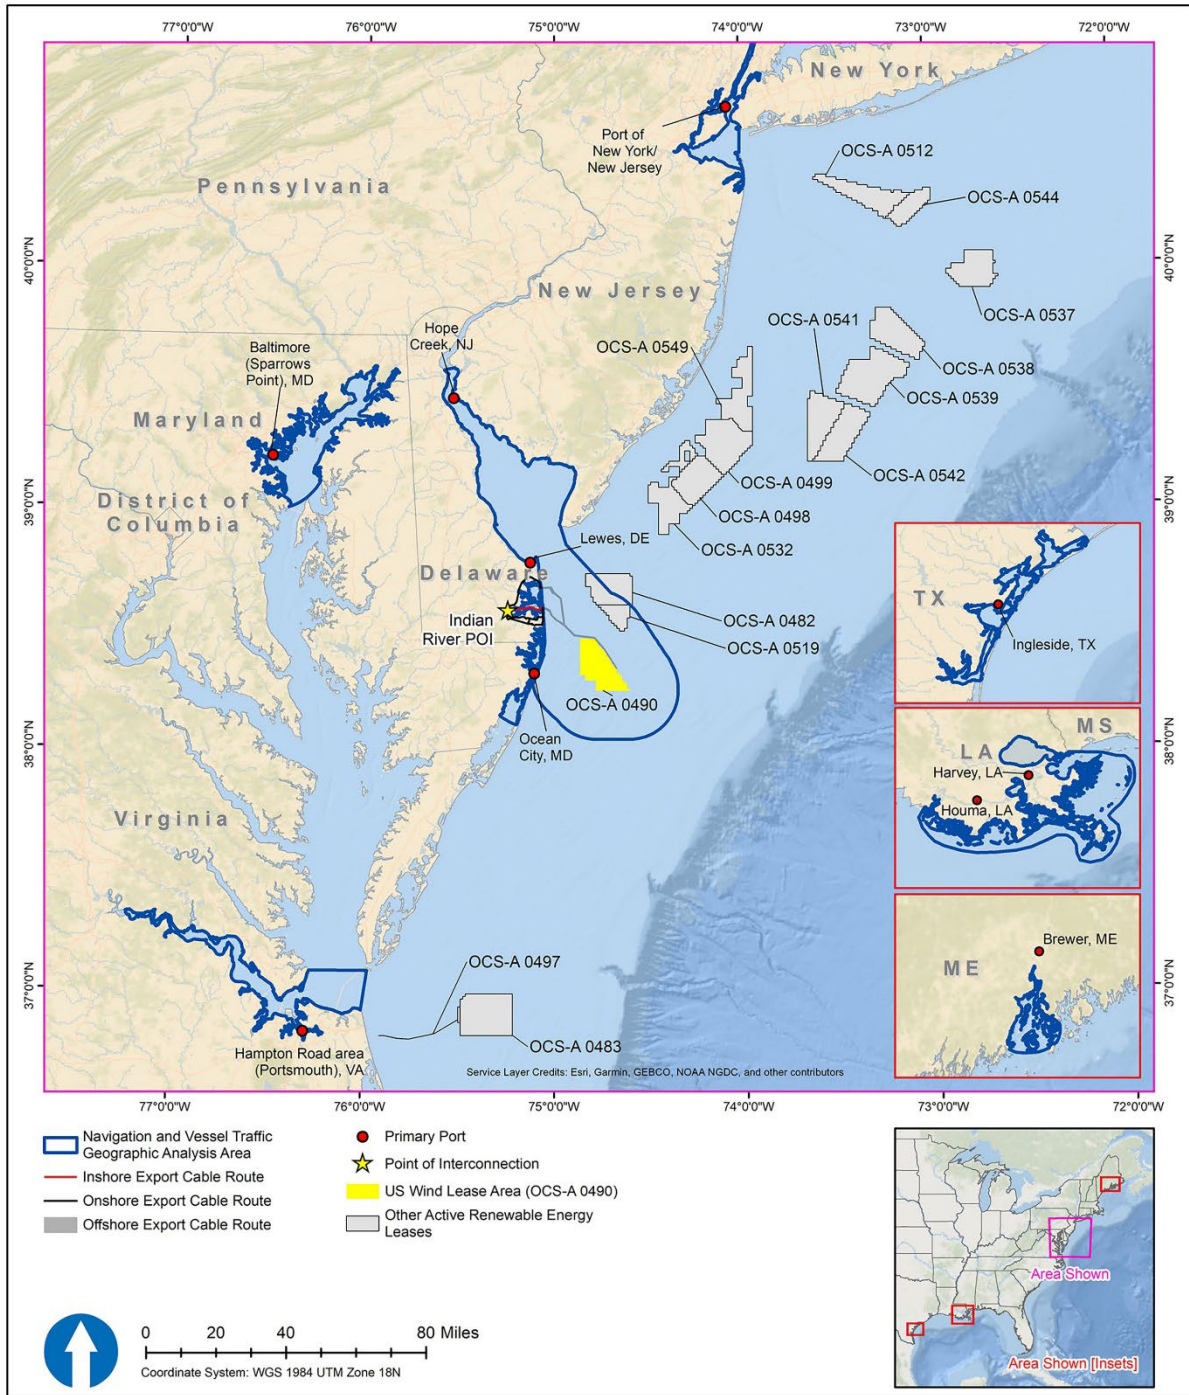 77°0'0"W
76°0'0"W
75°0'0"W
74°0'0"W
73°0'0"W
72°0'0"W
New York
Port of
New York/
New Jersey
OCS-A 0512
OCS-A 0544
Pennsylvania
40°0'0"N
40°0'0"N
New Jersey
OCS-A 0537
OCS-A 0541
OCS-A 0549
OCS-A 0538
OCS-A 0539
Hope
Creek, NJ
Baltimore
(Sparrows
Point), MD
Maryland
OCS-A 0542
OCS-A 0499
OCS-A 0498
OCS-A 0532
District of
Columbia
39°0'0"N
39°0'0"N
Lewes, DE
Delaware
Indian
River POI
OCS-A 0482
OCS-A 0519
OCS-A 0490
Ocean
City, MD
38°0'0"N
38°0'0"N
TX
Ingleside, TX
MS
LA
Harvey, LA
Houma, LA
Virginia
Brewer, ME
ME
37°0'0"N
37°0'0"N
OCS-A 0497
OCS-A 0483
Hampton Road area
(Portsmouth), VA
Service Layer Credits: Esri, Garmin, GEBCO, NOAA NGDC, and other contributors
77°0'0"W
76°0'0"W
75°0'0"W
74°0'0"W
73°0'0"W
72°0'0"W
Navigation and Vessel Traffic
Geographic Analysis Area
Inshore Export Cable Route
Onshore Export Cable Route
Offshore Export Cable Route
Primary Port
Point of Interconnection
US Wind Lease Area (OCS-A 0490)
Other Active Renewable Energy
Leases
Area Shown
Area Shown [Insets]
0 20 40 80 Miles
Coordinate System: WGS 1984 UTM Zone 18N